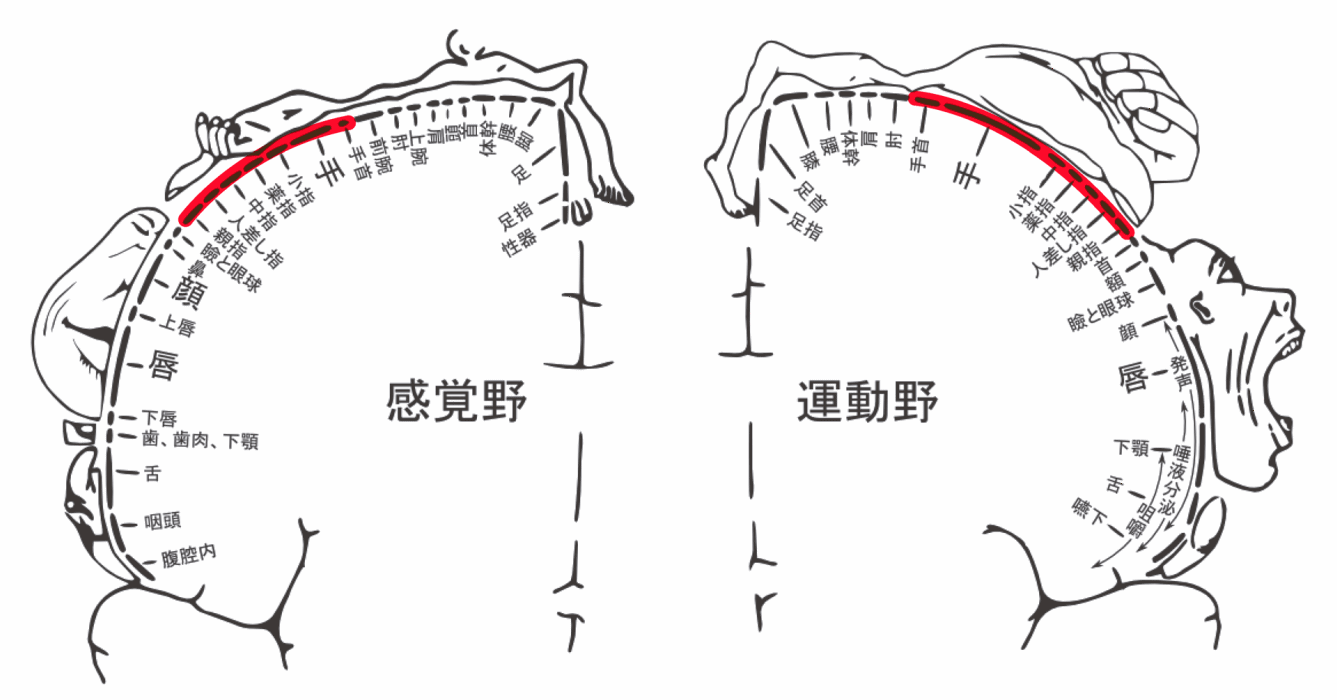 感覚野
性器
足指
足
脚
腰
体幹
首
頭
肩
上腕
肘
前腕
手首
手
小指
薬指
中指
人差し指
親指
瞼と眼球
鼻
顔
上唇
唇
下唇
歯、歯肉、下顎
舌
咽頭
腹腔内
運動野
足指
足首
膝
腰
体幹
肩
肘
手首
手
小指
薬指
中指
人差し指
親指
首
額
瞼と眼球
顔
唇
下顎
舌
嚥下
発声
唾液分泌
咀嚼